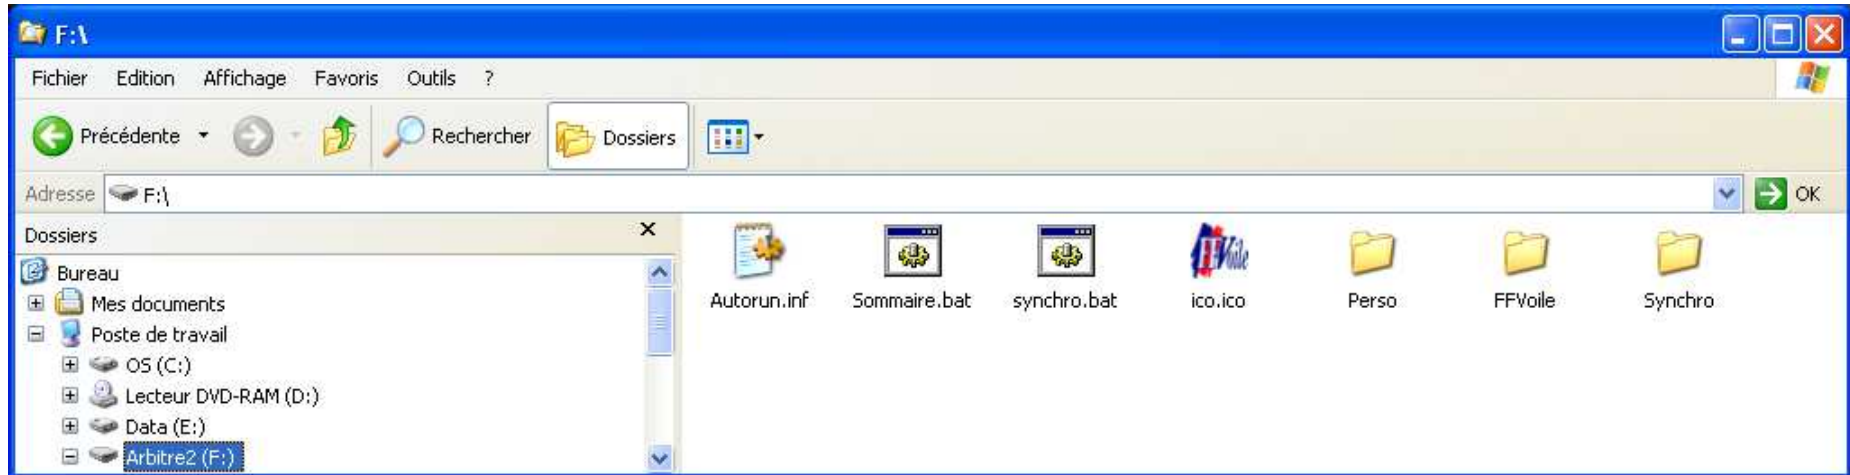 F:\
Fichier Edition Affichage Favoris Outils ?
Précédente Rechercher Dossiers
Adresse F:\ OK
Dossiers
Bureau
Mes documents
Poste de travail
OS (C:)
Lecteur DVD-RAM (D:)
Data (E:)
Arbitre2 (F:)
FFVoile
Autorun.inf Sommaire.bat synchro.bat ico.ico Perso FFVoile Synchro